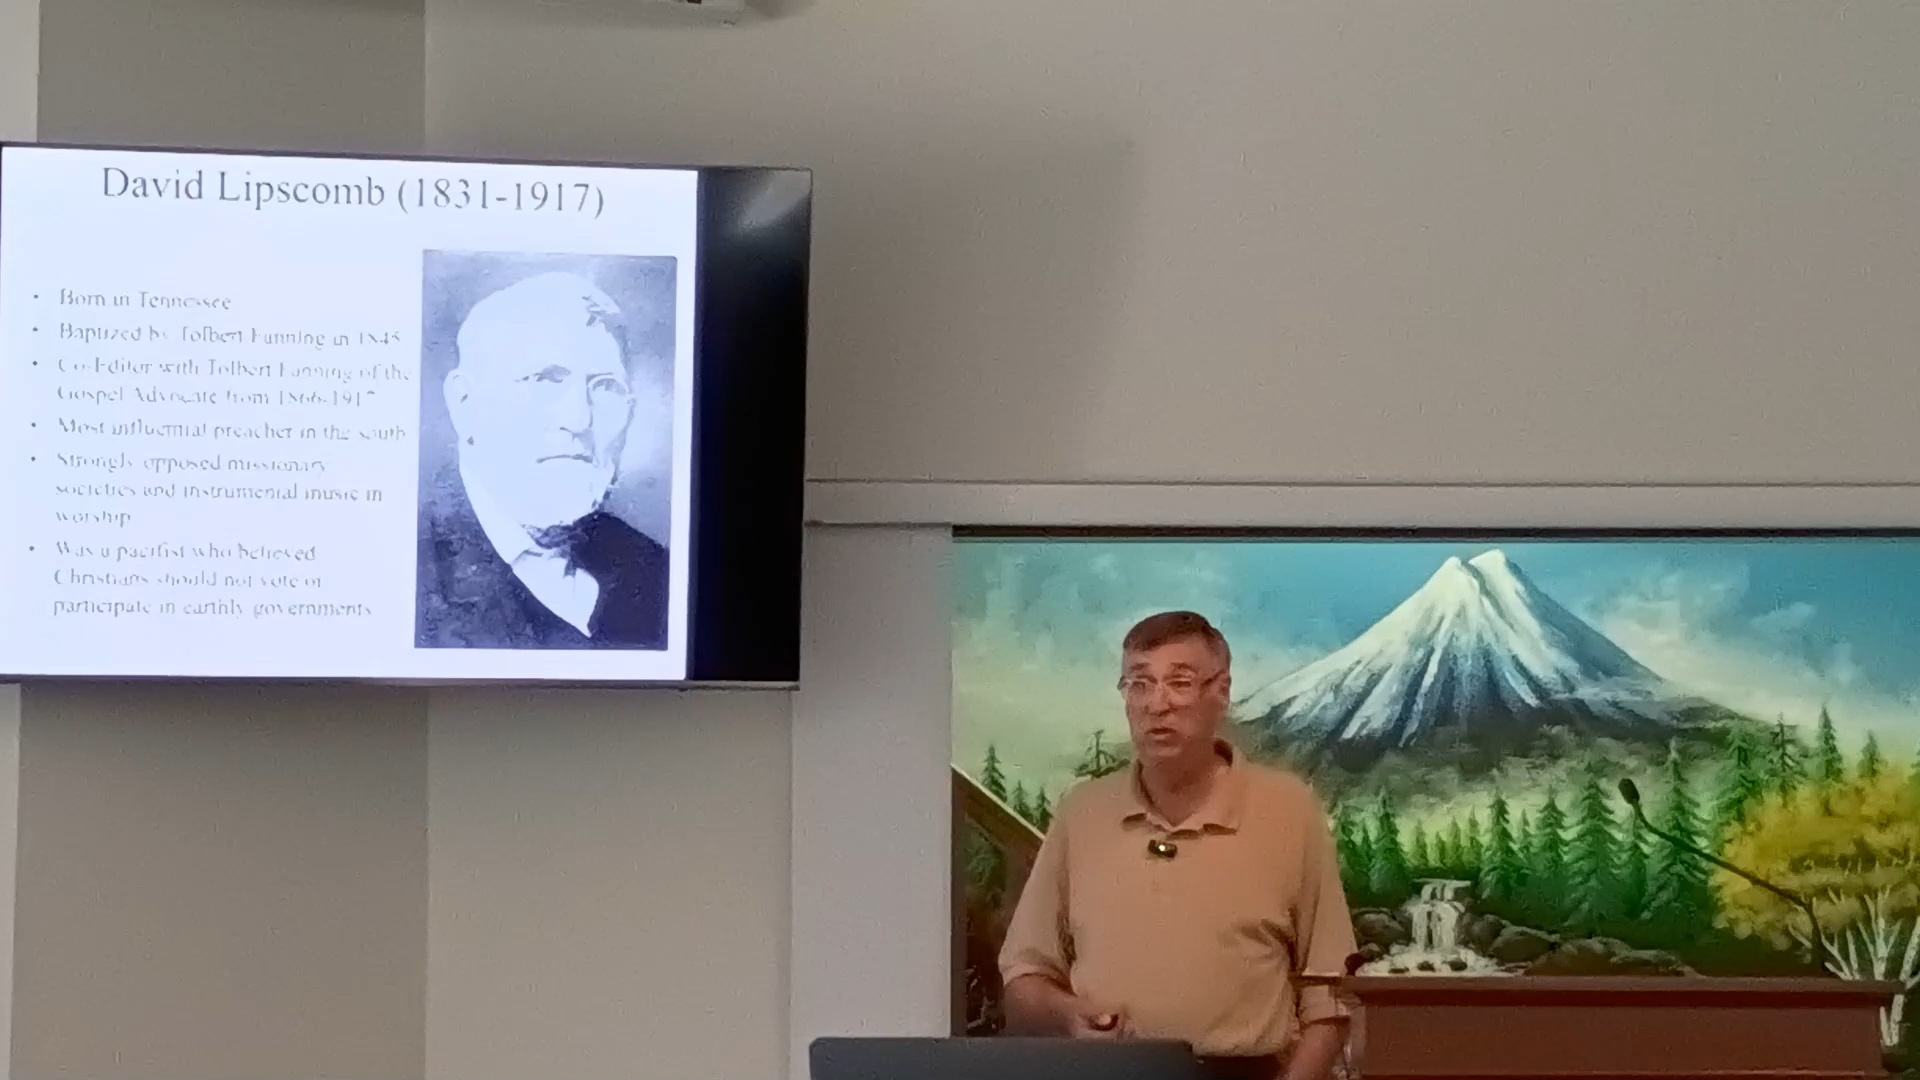 David Lipscomb (1831-1917)
• Born in Tennessee
• Baptized by Tolbert Fanning in 1845
• Co-Editor with Tolbert Fanning of the
Gospel Advocate from 1866-1917
• Most influential preacher in the south
• Strongly opposed missionary
societies and instrumental music in
worship
• Was a pacifist who believed
Christians should not vote or
participate in earthly governments